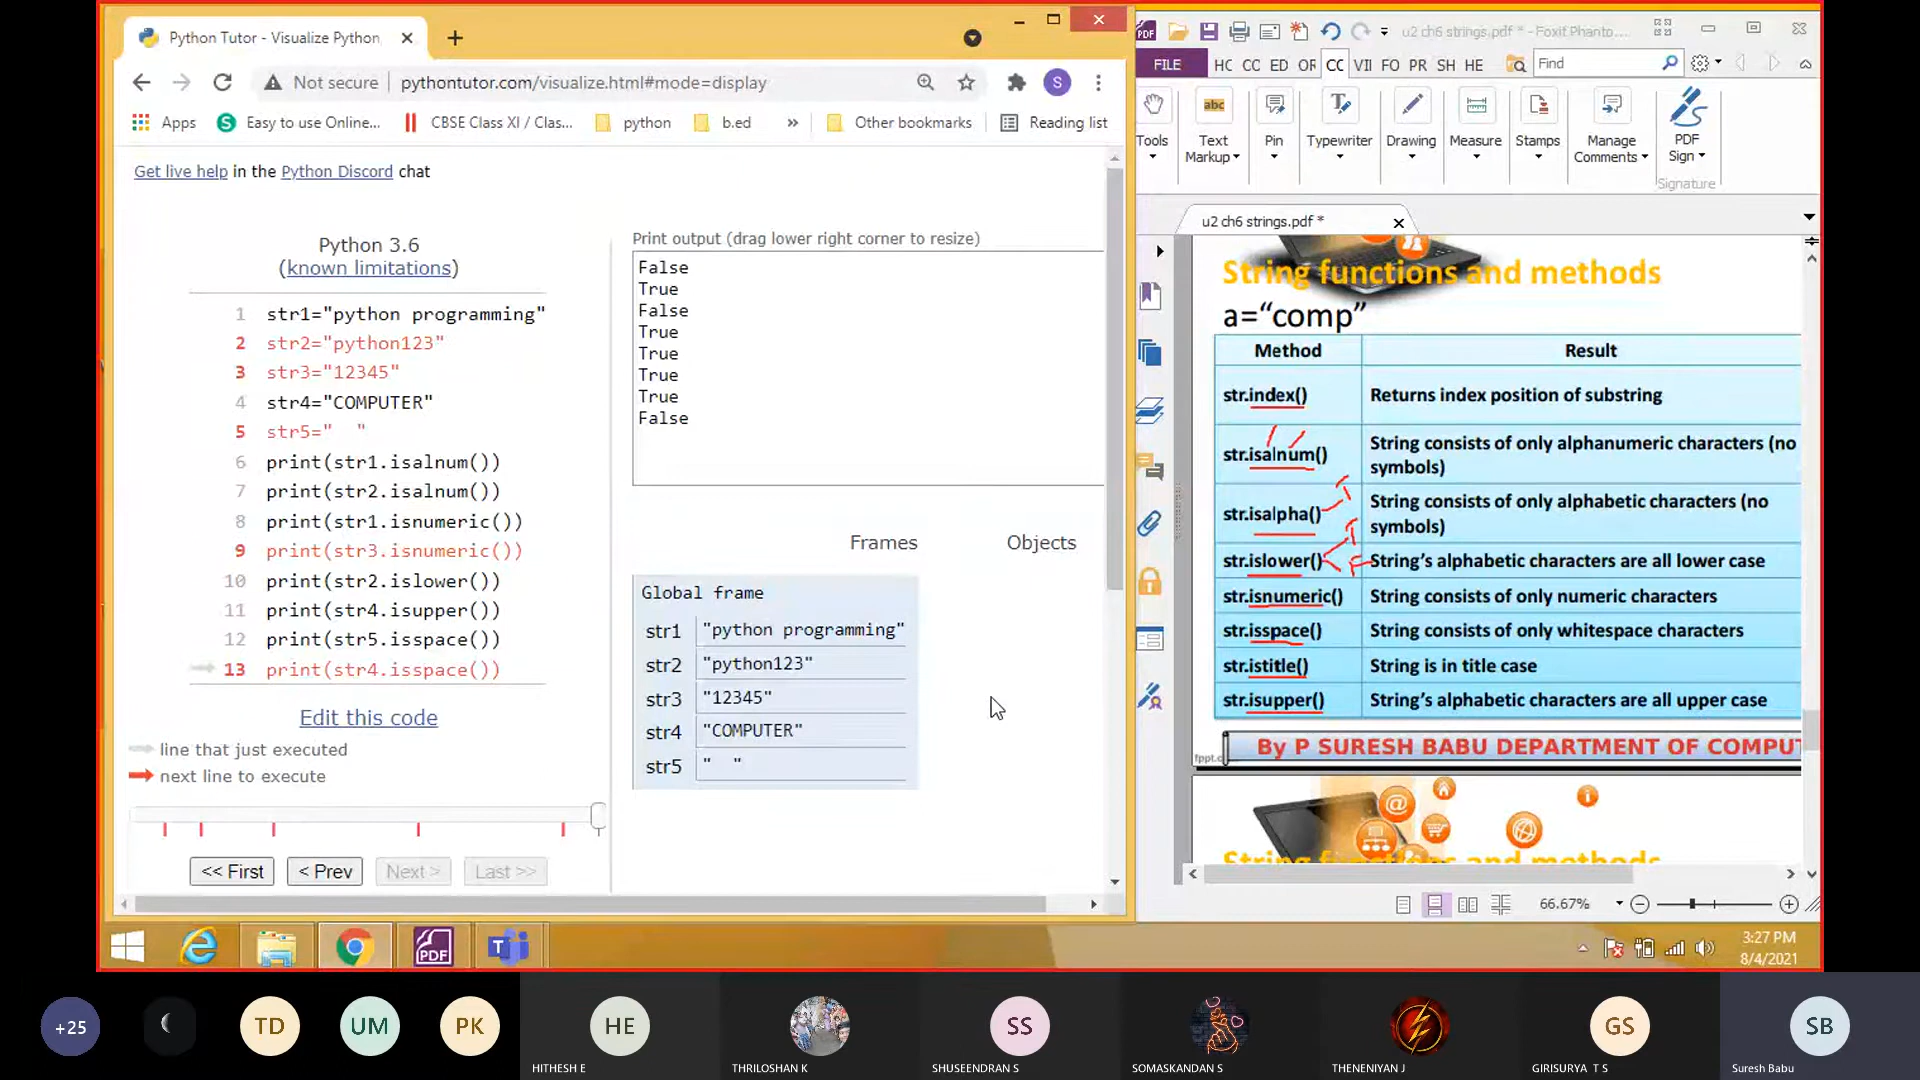 Python Tutor - Visualize Python
Not secure
pythontutor.com/visualize.html#mode=display
S
Apps
Easy to use Online...
CBSE Class XI / Clas...
python
b.ed
»
Other bookmarks
Reading list
Get live help in the Python Discord chat
Python 3.6
(known limitations)
1 str1="python programming"
2 str2="python123"
3 str3="12345"
4 str4="COMPUTER"
5 str5="  "
6 print(str1.isalnum())
7 print(str2.isalnum())
8 print(str1.isnumeric())
9 print(str3.isnumeric())
10 print(str2.islower())
11 print(str4.isupper())
12 print(str5.isspace())
13 print(str4.isspace())
Edit this code
line that just executed
next line to execute
<< First
< Prev
Next >
Last >>
Print output (drag lower right corner to resize)
False
True
False
True
True
True
True
False
Frames
Objects
Global frame
str1 "python programming"
str2 "python123"
str3 "12345"
str4 "COMPUTER"
str5 "  "
PDF
u2 ch6 strings.pdf * - Foxit Phanto...
FILE
HC CC ED OR CC VII FO PR SH HE
Find
Tools
abc
Text Markup
Pin
Typewriter
Drawing
Measure
Stamps
Manage Comments
PDF Sign
Signature
u2 ch6 strings.pdf *
String functions and methods
a=“comp”
Method Result
str.index() Returns index position of substring
str.isalnum() String consists of only alphanumeric characters (no symbols)
str.isalpha() String consists of only alphabetic characters (no symbols)
str.islower() String’s alphabetic characters are all lower case
str.isnumeric() String consists of only numeric characters
str.isspace() String consists of only whitespace characters
str.istitle() String is in title case
str.isupper() String’s alphabetic characters are all upper case
fppt.c
By P SURESH BABU DEPARTMENT OF COMPUT
String functions and methods
66.67%
PDF
T
3:27 PM
8/4/2021
+25
TD
UM
PK
HE
SS
GS
SB
HITHESH E
THRILOSHAN K
SHUSEENDRAN S
SOMASKANDAN S
THENENIYAN J
GIRISURYA T S
Suresh Babu